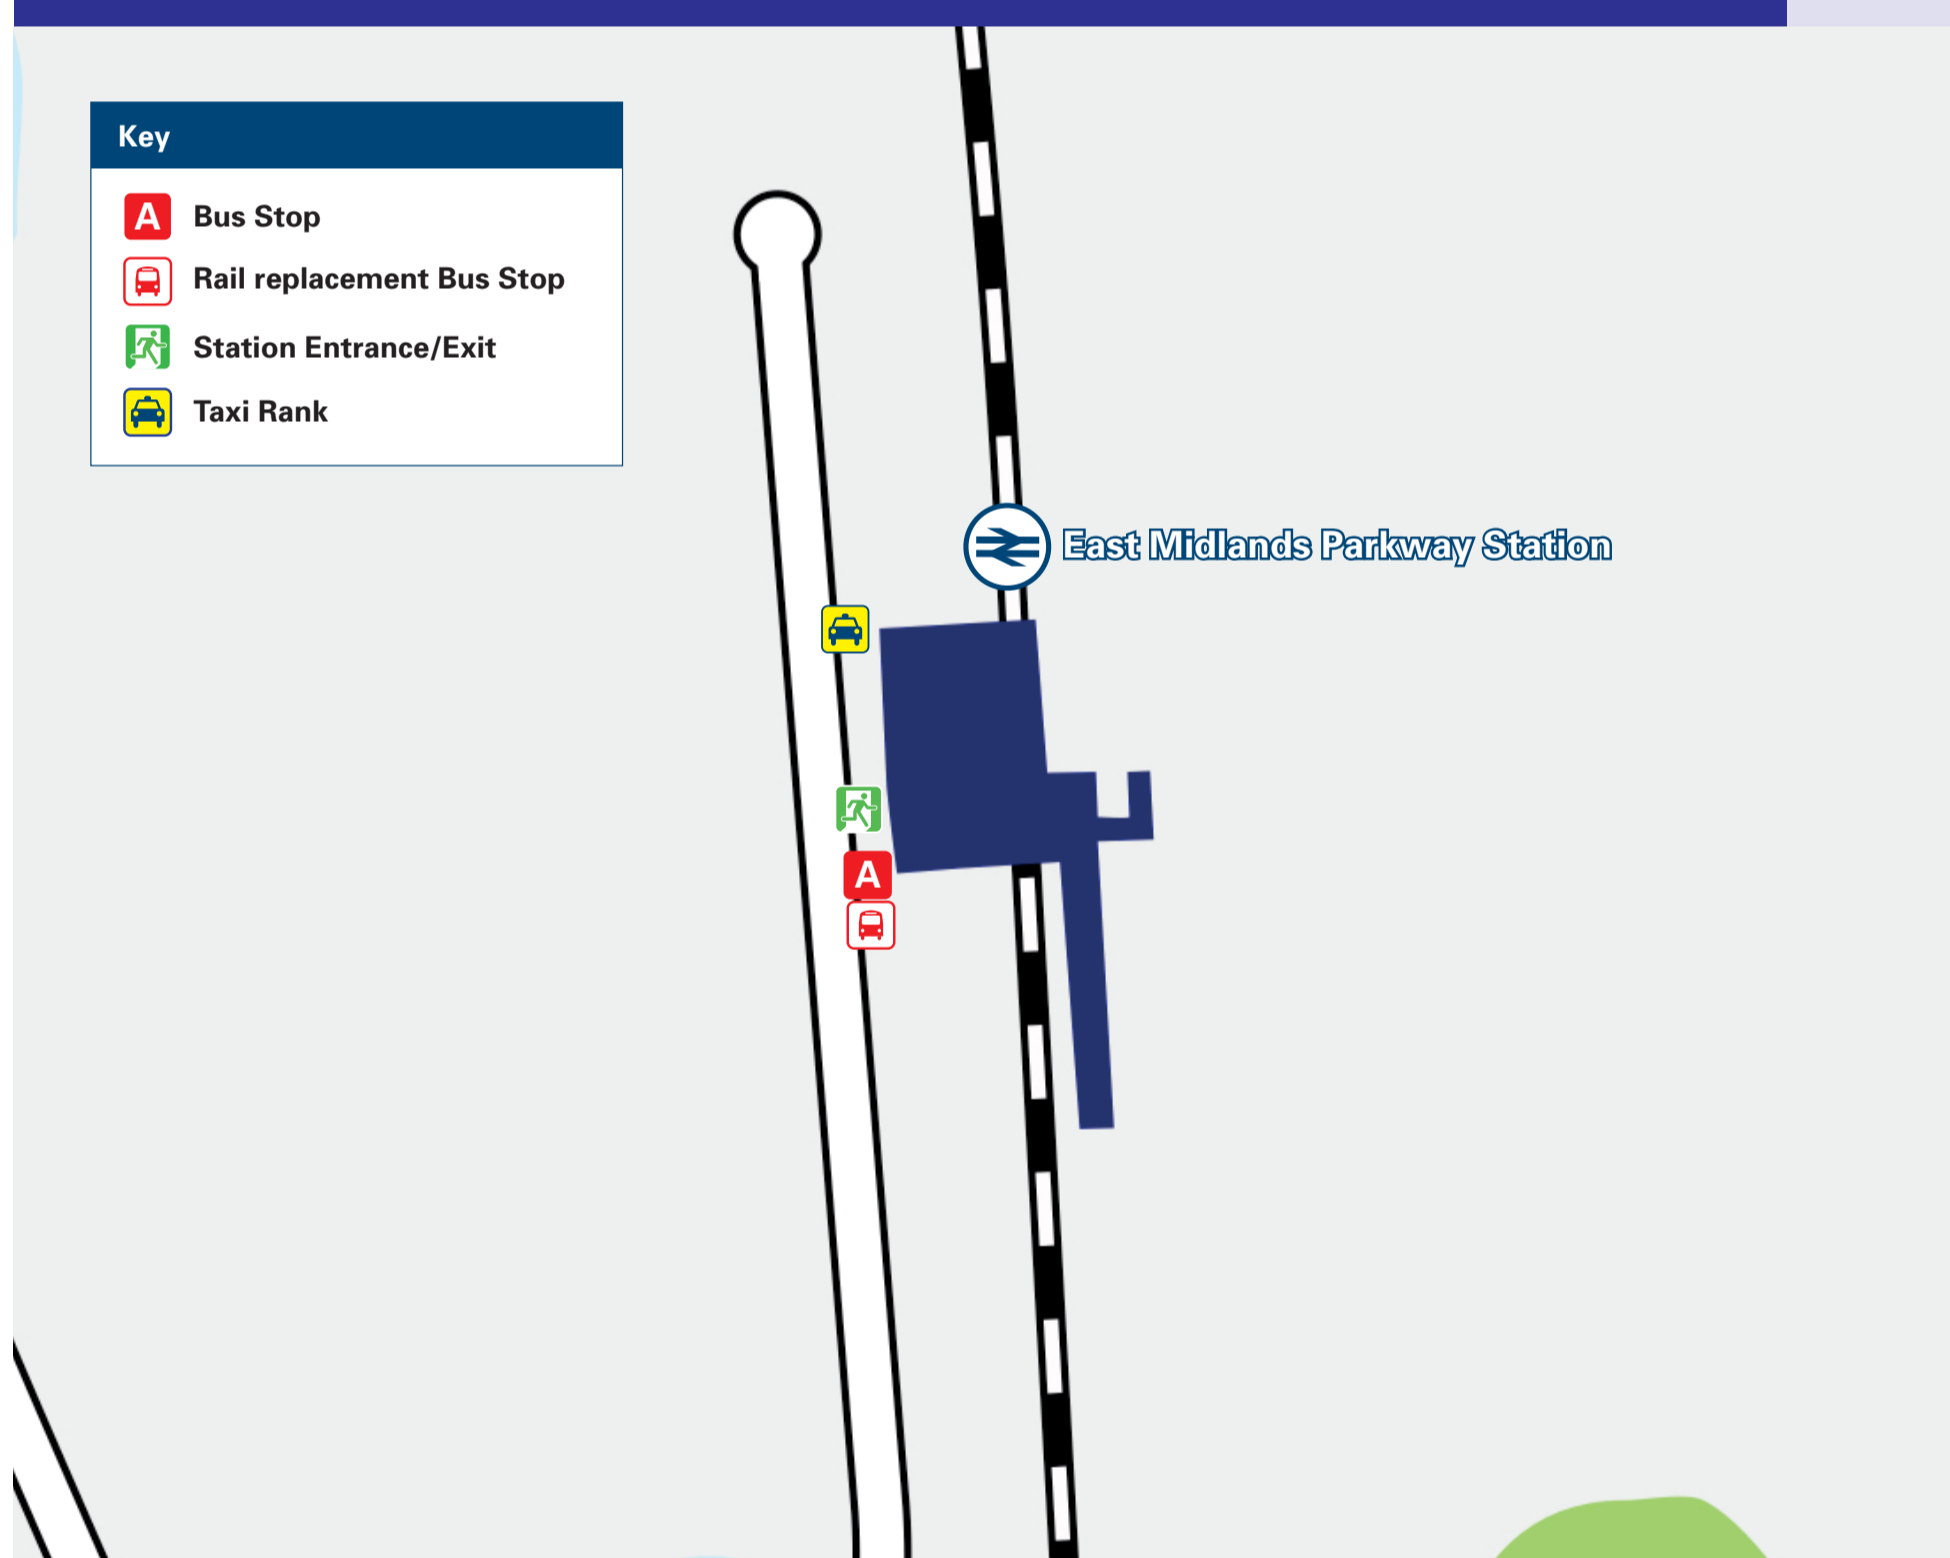 Key
A Bus Stop
Rail replacement Bus Stop
Station Entrance/Exit
Taxi Rank
East Midlands Parkway Station
A